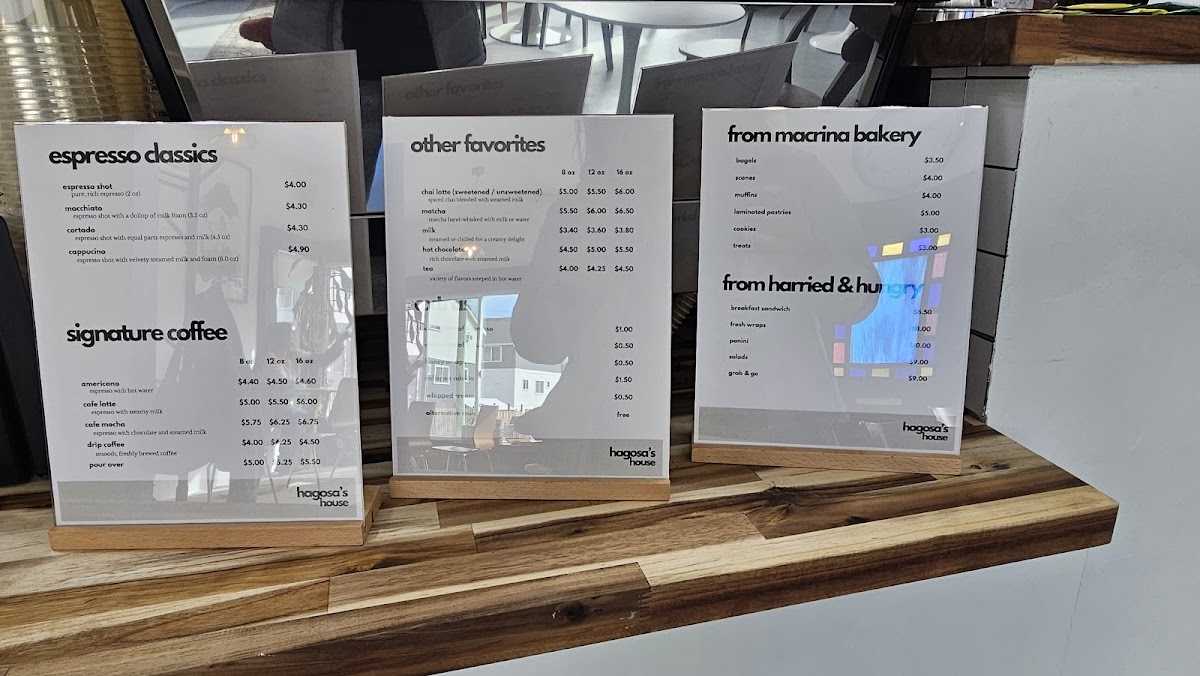 espresso classics
espresso shot $4.00
pure, rich espresso (2 oz)
macchiato $4.30
espresso shot with a dollop of milk foam (3.5 oz)
cortado $4.30
espresso shot with equal parts espresso and milk (4.5 oz)
cappucino $4.90
espresso shot with velvety steamed milk and foam (6.0 oz)
signature coffee
8 oz 12 oz 16 oz
americano $4.40 $4.50 $4.60
espresso with hot water
cafe latte $5.00 $5.50 $6.00
espresso with steamy milk
cafe mocha $5.75 $6.25 $6.75
espresso with chocolate and steamed milk
drip coffee $4.00 $4.25 $4.50
smooth, freshly brewed coffee
pour over $5.00 $5.25 $5.50
hagosa's
house
other favorites
other favorites
8 oz 12 oz 16 oz
chai latte (sweetened / unsweetened) $5.00 $5.50 $6.00
spiced chai blended with steamed milk
matcha $5.50 $6.00 $6.50
matcha hand-whisked with milk or water
milk $3.40 $3.60 $3.80
steamed or chilled for a creamy delight
hot chocolate $4.50 $5.00 $5.50
rich chocolate with steamed milk
tea $4.00 $4.25 $4.50
variety of flavors steeped in hot water
$1.00
$0.50
$0.50
$1.50
whipped cream $0.50
alternative milk free
hagosa's
house
from macrina bakery
from macrina bakery
bagels $3.50
scones $4.00
muffins $4.00
laminated pastries $5.00
cookies $3.00
treats $3.00
from harried & hungry
breakfast sandwich $6.50
fresh wraps
panini
salads $9.00
grab & go $9.00
hagosa's
house